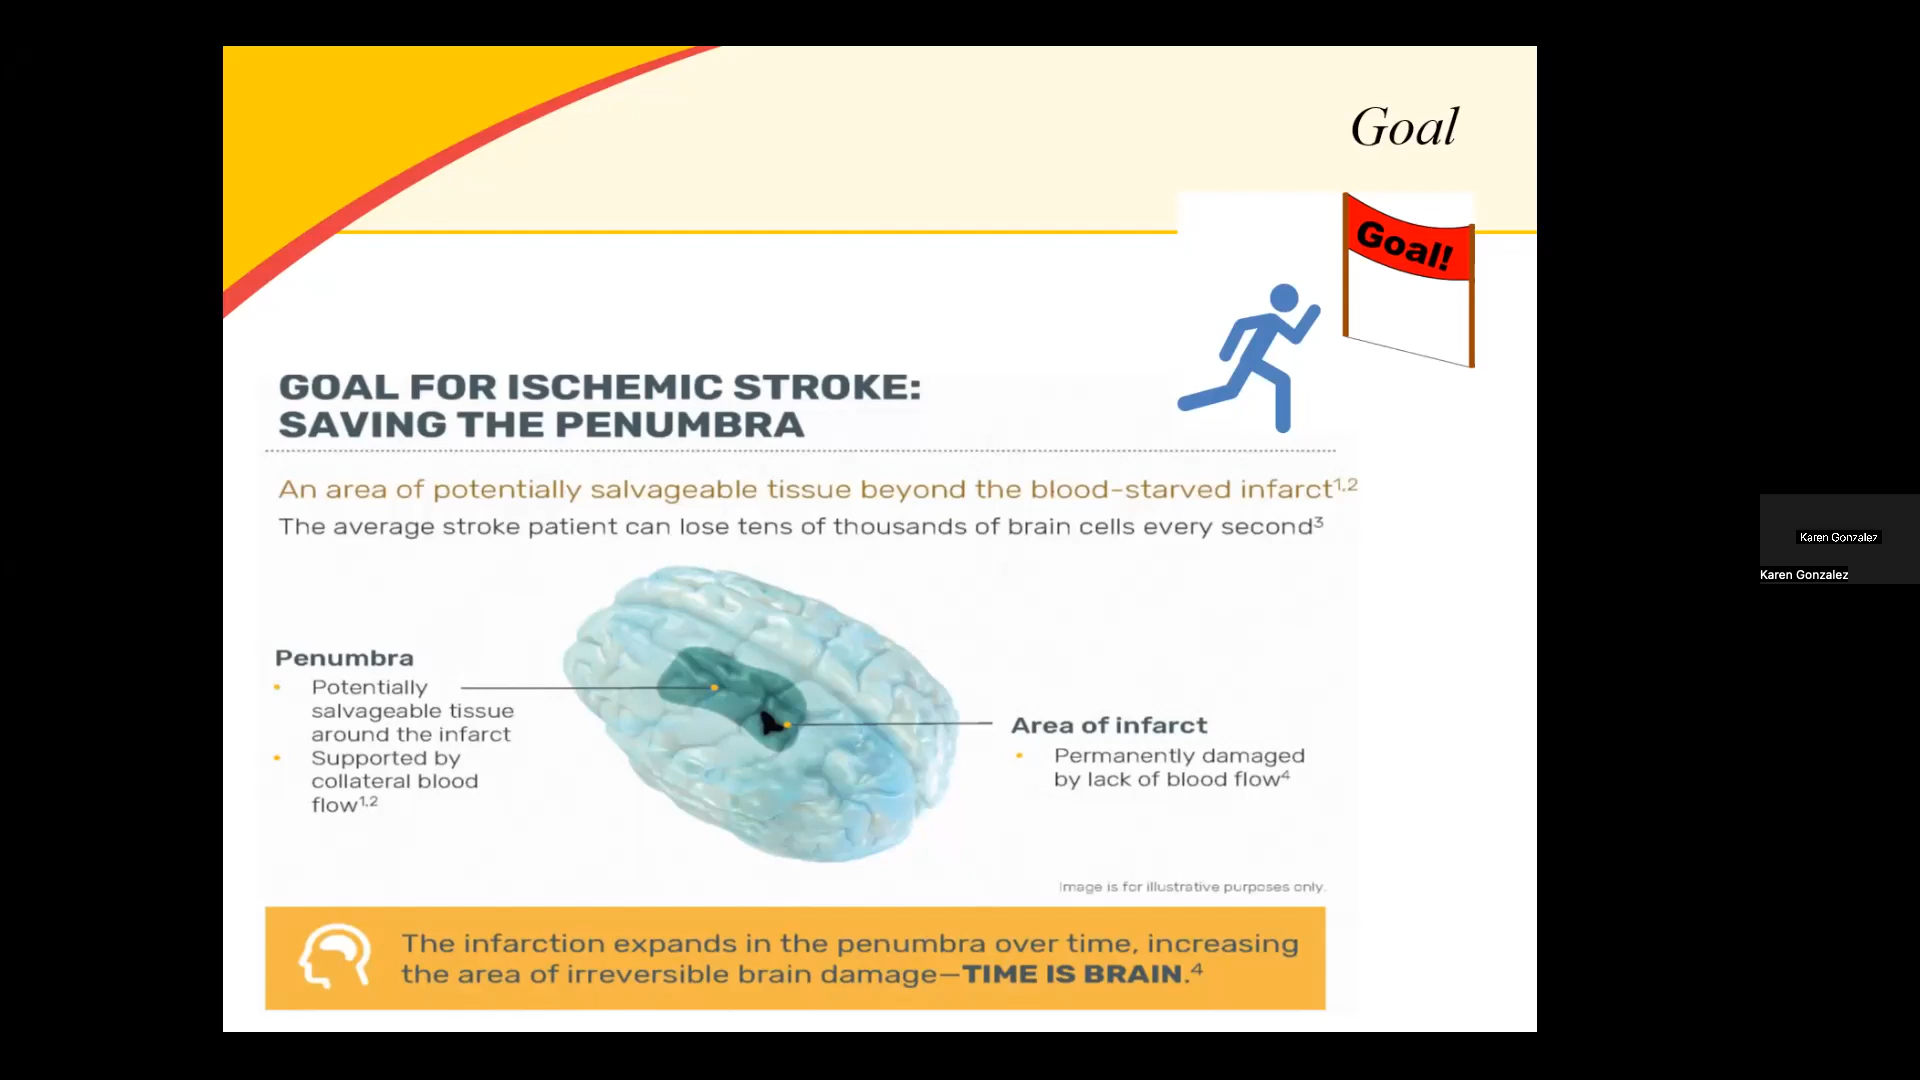 Goal
Goal!
GOAL FOR ISCHEMIC STROKE:
SAVING THE PENUMBRA
An area of potentially salvageable tissue beyond the blood-starved infarct1,2
The average stroke patient can lose tens of thousands of brain cells every second3
Penumbra
• Potentially
salvageable tissue
around the infarct
• Supported by
collateral blood
flow1,2
Area of infarct
• Permanently damaged
by lack of blood flow4
Image is for illustrative purposes only.
The infarction expands in the penumbra over time, increasing
the area of irreversible brain damage—TIME IS BRAIN.4
Karen Gonzalez
Karen Gonzalez